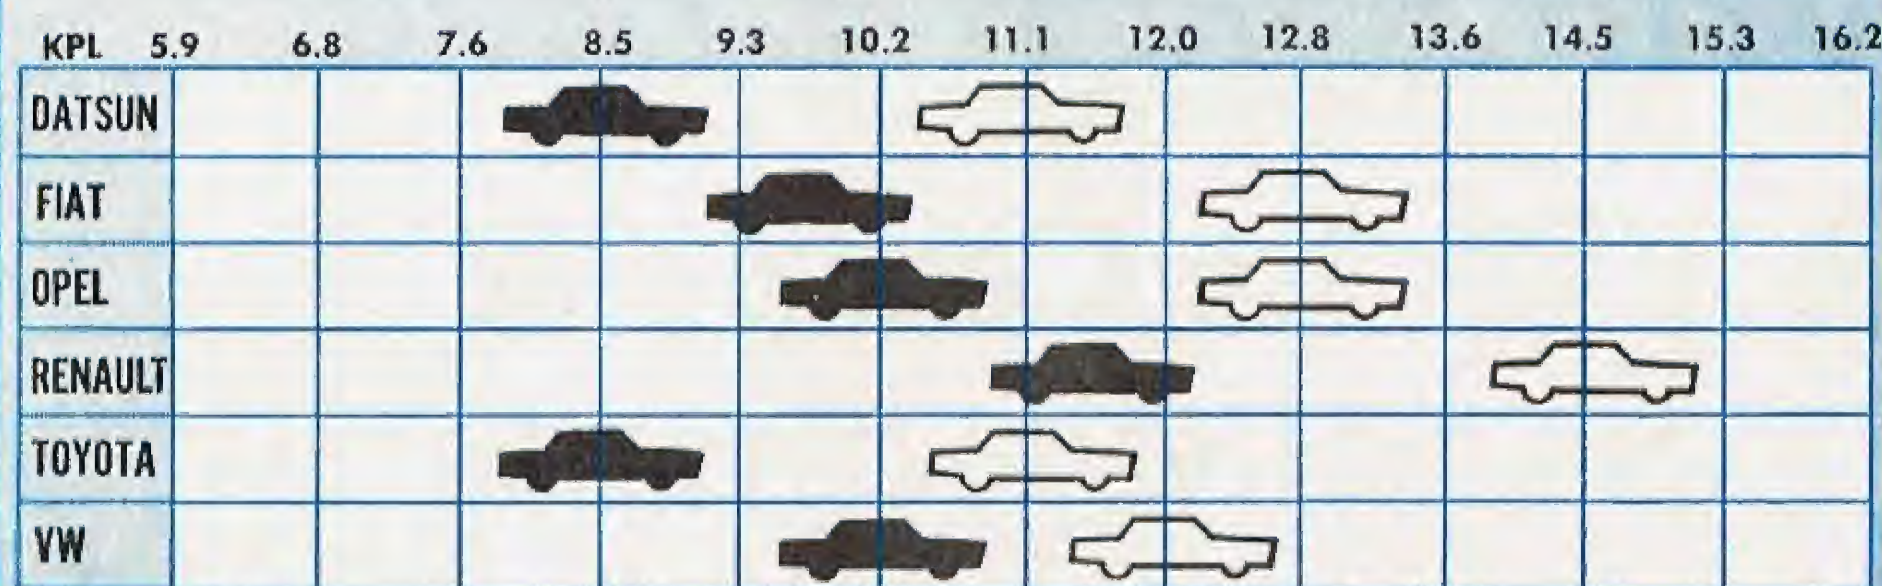 KPL 5.9 6.8 7.6 8.5 9.3 10.2 11.1 12.0 12.8 13.6 14.5 15.3 16.2
DATSUN
FIAT
OPEL
RENAULT
TOYOTA
VW